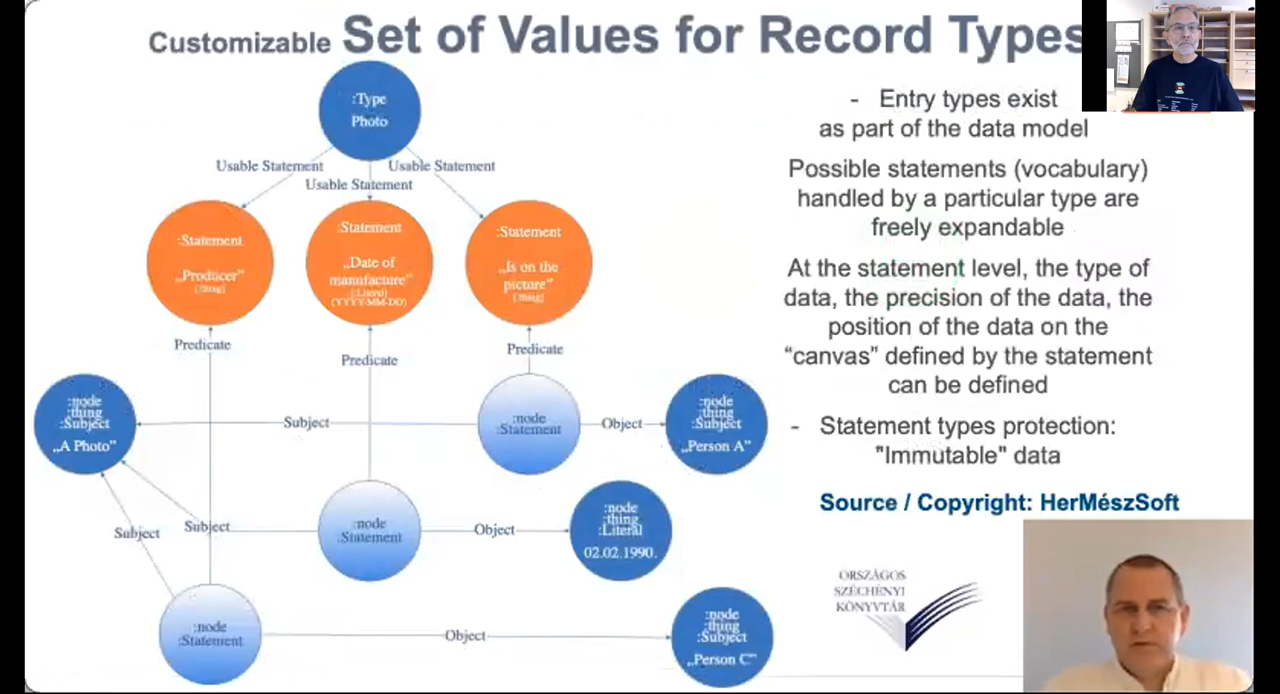 Customizable Set of Values for Record Types
:Type
Photo
Usable Statement
Usable Statement
Usable Statement
:Statement
„Producer”
[:thing]
:Statement
„Date of
manufacture”
[:Literal]
(YYYY-MM-DD)
:Statement
„Is on the
picture”
[:thing]
Predicate
Predicate
Predicate
:node
:thing
:Subject
„A Photo”
Subject
:node
:Statement
Object
:node
:thing
:Subject
„Person A”
Subject
Subject
:node
:Statement
Object
:node
:thing
:Literal
02.02.1990.
:node
:Statement
Object
:node
:thing
:Subject
„Person C”
- Entry types exist
as part of the data model
Possible statements (vocabulary)
handled by a particular type are
freely expandable
At the statement level, the type of
data, the precision of the data, the
position of the data on the
“canvas” defined by the statement
can be defined
- Statement types protection:
"Immutable" data
Source / Copyright: HerMészSoft
ORSZÁGOS
SZÉCHÉNYI
KÖNYVTÁR